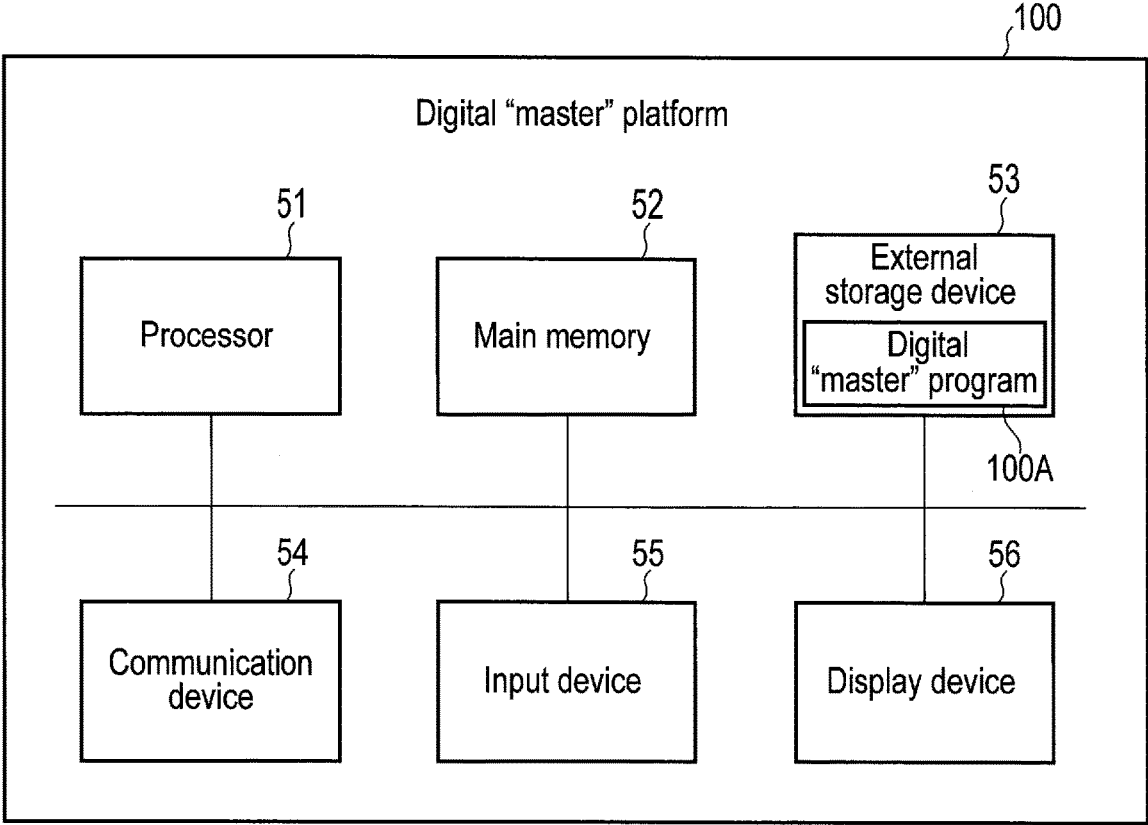 100
Digital “master” platform
51
52
53
Processor
Main memory
External
storage device
Digital
“master” program
100A
54
55
56
Communication
device
Input device
Display device